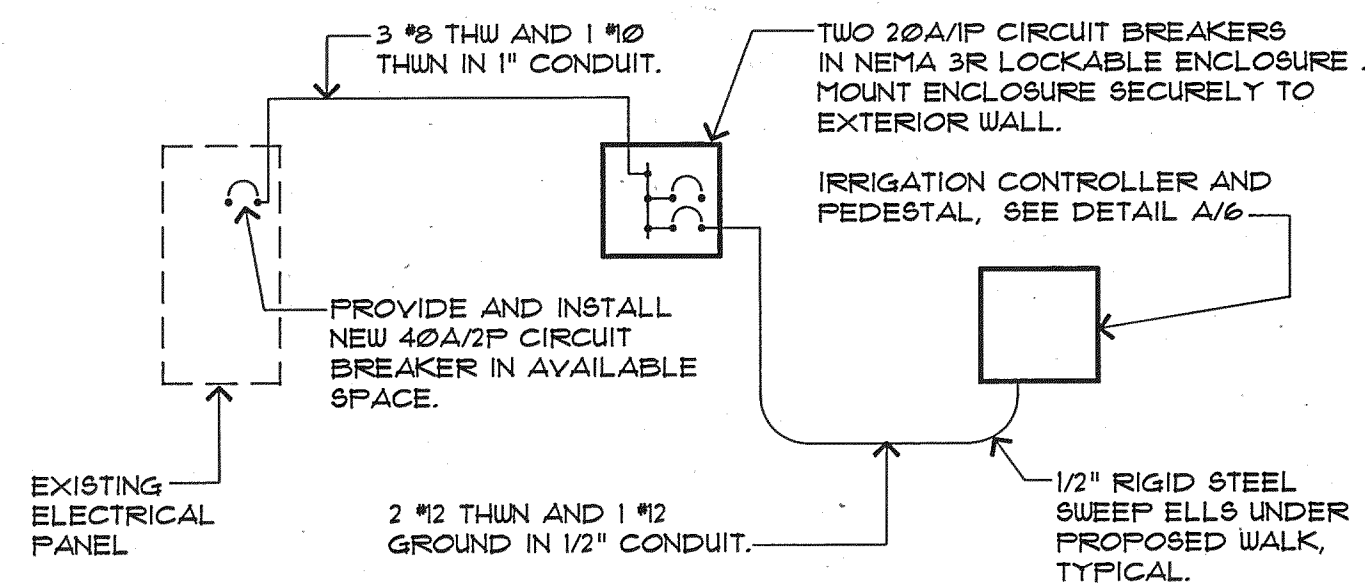 3 #8 THW AND 1 #10
THWN IN 1" CONDUIT.
TWO 20A/1P CIRCUIT BREAKERS
IN NEMA 3R LOCKABLE ENCLOSURE .
MOUNT ENCLOSURE SECURELY TO
EXTERIOR WALL.
IRRIGATION CONTROLLER AND
PEDESTAL, SEE DETAIL A/6
PROVIDE AND INSTALL
NEW 40A/2P CIRCUIT
BREAKER IN AVAILABLE
SPACE.
EXISTING
ELECTRICAL
PANEL
2 #12 THWN AND 1 #12
GROUND IN 1/2" CONDUIT.
1/2" RIGID STEEL
SWEEP ELLS UNDER
PROPOSED WALK,
TYPICAL.